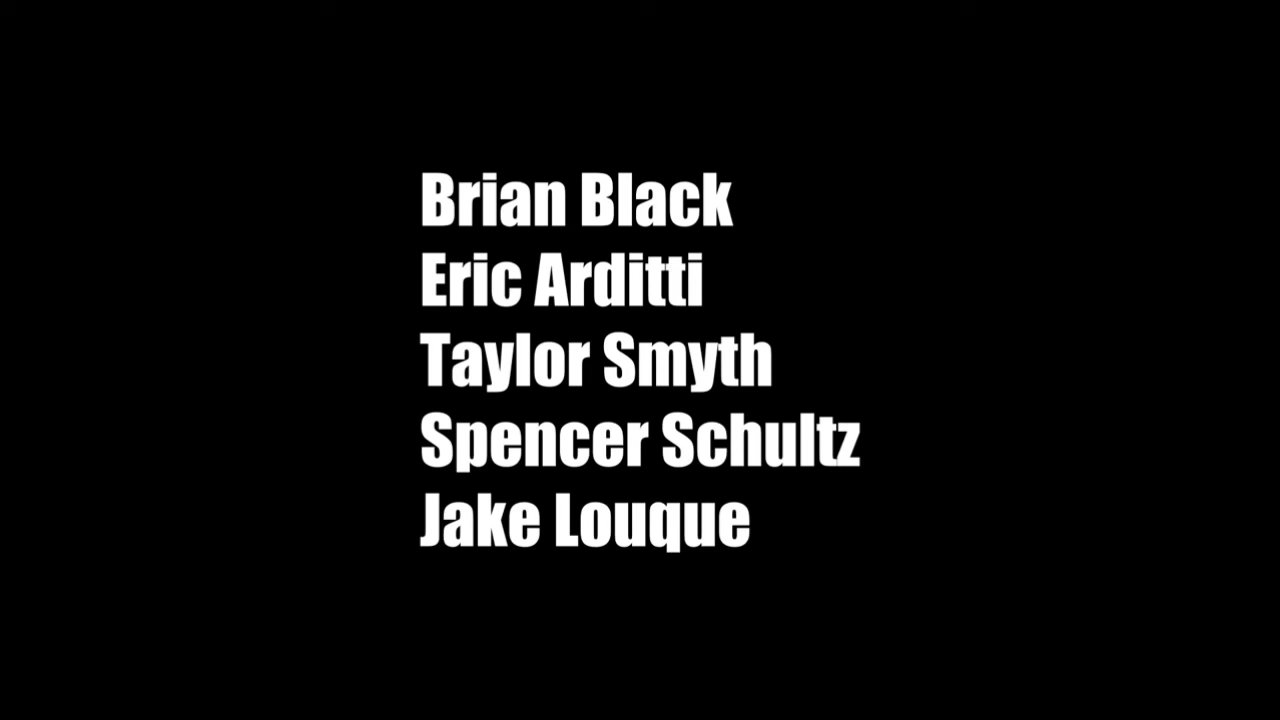 Brian Black
Eric Arditti
Taylor Smyth
Spencer Schultz
Jake Louque